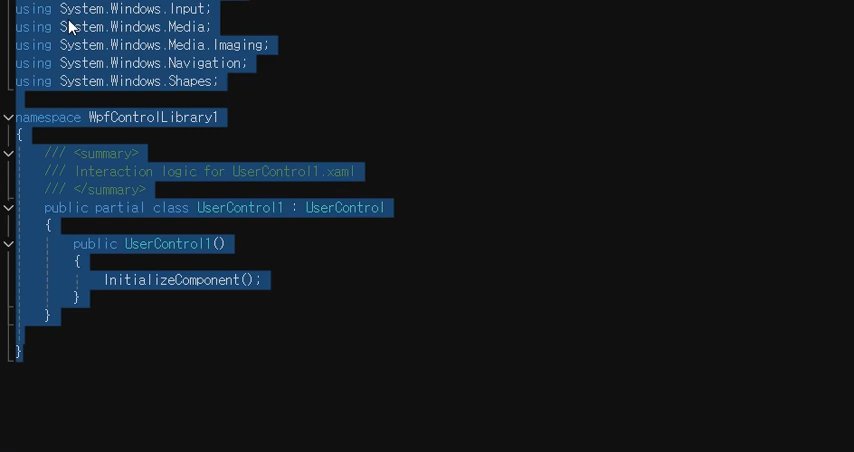 using System.Windows.Input;
using System.Windows.Media;
using System.Windows.Media.Imaging;
using System.Windows.Navigation;
using System.Windows.Shapes;
namespace WpfControlLibrary1
{
/// <summary>
/// Interaction logic for UserControl1.xaml
/// </summary>
public partial class UserControl1 : UserControl
{
public UserControl1()
{
InitializeComponent();
}
}
}